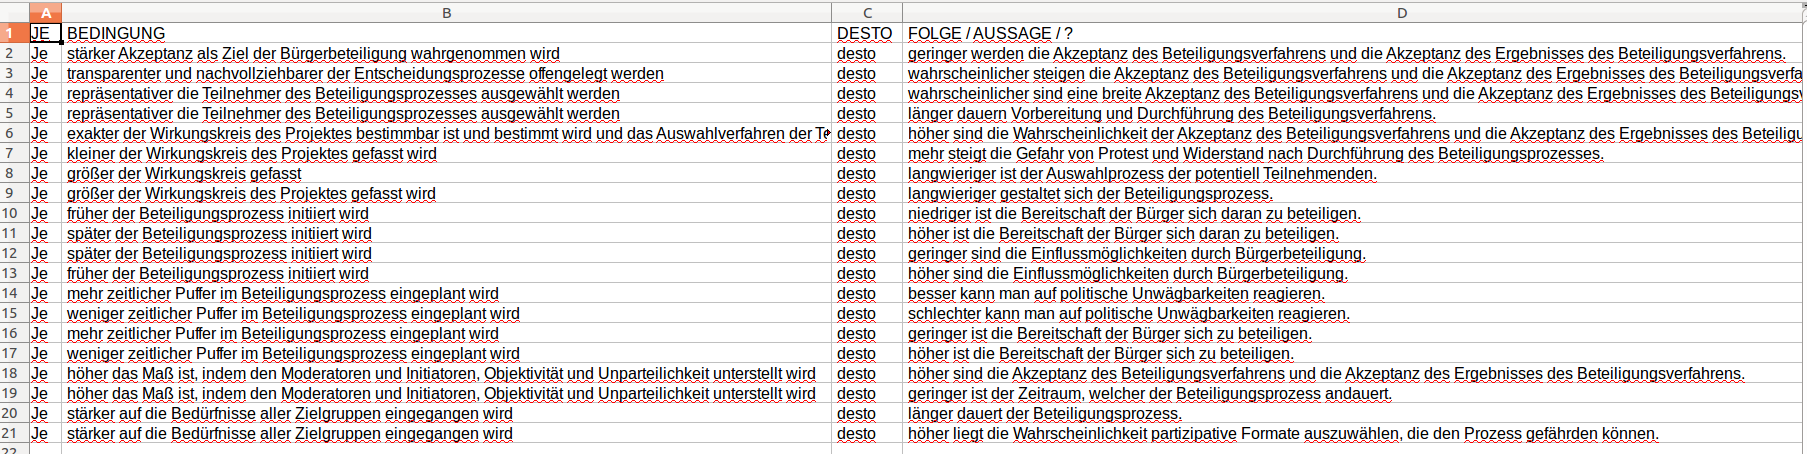 A B C D
1 JE BEDINGUNG DESTO FOLGE / AUSSAGE / ?
2 Je stärker Akzeptanz als Ziel der Bürgerbeteiligung wahrgenommen wird desto geringer werden die Akzeptanz des Beteiligungsverfahrens und die Akzeptanz des Ergebnisses des Beteiligungsverfahrens.
3 Je transparenter und nachvollziehbarer der Entscheidungsprozesse offengelegt werden desto wahrscheinlicher steigen die Akzeptanz des Beteiligungsverfahrens und die Akzeptanz des Ergebnisses des Beteiligungsverfa
4 Je repräsentativer die Teilnehmer des Beteiligungsprozesses ausgewählt werden desto wahrscheinlicher sind eine breite Akzeptanz des Beteiligungsverfahrens und die Akzeptanz des Ergebnisses des Beteiligungsv
5 Je repräsentativer die Teilnehmer des Beteiligungsprozesses ausgewählt werden desto länger dauern Vorbereitung und Durchführung des Beteiligungsverfahrens.
6 Je exakter der Wirkungskreis des Projektes bestimmbar ist und bestimmt wird und das Auswahlverfahren der Te desto höher sind die Wahrscheinlichkeit der Akzeptanz des Beteiligungsverfahrens und die Akzeptanz des Ergebnisses des Beteiligu
7 Je kleiner der Wirkungskreis des Projektes gefasst wird desto mehr steigt die Gefahr von Protest und Widerstand nach Durchführung des Beteiligungsprozesses.
8 Je größer der Wirkungskreis gefasst desto langwieriger ist der Auswahlprozess der potentiell Teilnehmenden.
9 Je größer der Wirkungskreis des Projektes gefasst wird desto langwieriger gestaltet sich der Beteiligungsprozess.
10 Je früher der Beteiligungsprozess initiiert wird desto niedriger ist die Bereitschaft der Bürger sich daran zu beteiligen.
11 Je später der Beteiligungsprozess initiiert wird desto höher ist die Bereitschaft der Bürger sich daran zu beteiligen.
12 Je später der Beteiligungsprozess initiiert wird desto geringer sind die Einflussmöglichkeiten durch Bürgerbeteiligung.
13 Je früher der Beteiligungsprozess initiiert wird desto höher sind die Einflussmöglichkeiten durch Bürgerbeteiligung.
14 Je mehr zeitlicher Puffer im Beteiligungsprozess eingeplant wird desto besser kann man auf politische Unwägbarkeiten reagieren.
15 Je weniger zeitlicher Puffer im Beteiligungsprozess eingeplant wird desto schlechter kann man auf politische Unwägbarkeiten reagieren.
16 Je mehr zeitlicher Puffer im Beteiligungsprozess eingeplant wird desto geringer ist die Bereitschaft der Bürger sich zu beteiligen.
17 Je weniger zeitlicher Puffer im Beteiligungsprozess eingeplant wird desto höher ist die Bereitschaft der Bürger sich zu beteiligen.
18 Je höher das Maß ist, indem den Moderatoren und Initiatoren, Objektivität und Unparteilichkeit unterstellt wird desto höher sind die Akzeptanz des Beteiligungsverfahrens und die Akzeptanz des Ergebnisses des Beteiligungsverfahrens.
19 Je höher das Maß ist, indem den Moderatoren und Initiatoren, Objektivität und Unparteilichkeit unterstellt wird desto geringer ist der Zeitraum, welcher der Beteiligungsprozess andauert.
20 Je stärker auf die Bedürfnisse aller Zielgruppen eingegangen wird desto länger dauert der Beteiligungsprozess.
21 Je stärker auf die Bedürfnisse aller Zielgruppen eingegangen wird desto höher liegt die Wahrscheinlichkeit partizipative Formate auszuwählen, die den Prozess gefährden können.
22